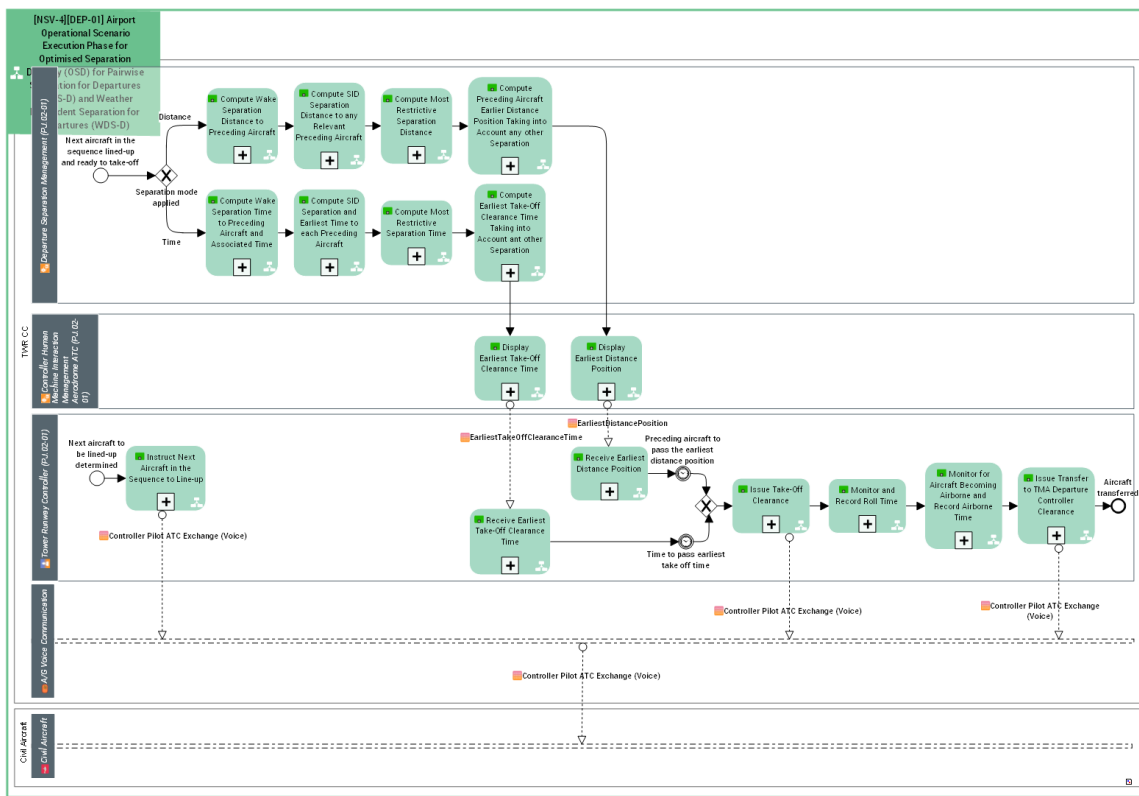 [NSV-4][DEP-01] Airport
Operational Scenario
Execution Phase for
Optimised Separation
(OSD) for Pairwise
for Departures
and Weather
Separation for
(WDS-D)
TWR CC
Departure Separation Management (PJ.02-01)
Next aircraft in the
sequence lined-up
and ready to take-off
Distance
Separation mode
applied
Time
Compute Wake
Separation
Distance to
Preceding Aircraft
Compute SID
Separation
Distance to any
Relevant
Preceding Aircraft
Compute Most
Restrictive
Separation
Distance
Compute
Preceding Aircraft
Earlier Distance
Position Taking into
Account any other
Separation
Compute Wake
Separation Time
to Preceding
Aircraft and
Associated Time
Compute SID
Separation and
Earliest Time to
each Preceding
Aircraft
Compute Most
Restrictive
Separation Time
Compute
Earliest Take-Off
Clearance Time
Taking into
Account ant other
Separation
Controller Human
Machine Interaction
Management
Aerodrome ATC (PJ.02-
01)
Display
Earliest Take-Off
Clearance Time
Display
Earliest Distance
Position
EarliestTakeOffClearanceTime
EarliestDistancePosition
Tower Runway Controller (PJ.02-01)
Next aircraft to
be lined-up
determined
Instruct Next
Aircraft in the
Sequence to Line-up
Controller Pilot ATC Exchange (Voice)
Receive Earliest
Distance Position
Preceding aircraft to
pass the earliest
distance position
Receive Earliest
Take-Off Clearance
Time
Time to pass earliest
take off time
Issue Take-Off
Clearance
Monitor and
Record Roll Time
Monitor for
Aircraft Becoming
Airborne and
Record Airborne
Time
Issue Transfer
to TMA Departure
Controller
Clearance
Aircraft
transferred
Controller Pilot ATC Exchange (Voice)
Controller Pilot ATC Exchange
(Voice)
A/G Voice Communication
Controller Pilot ATC Exchange (Voice)
Civil Aircraft
Civil Aircraft